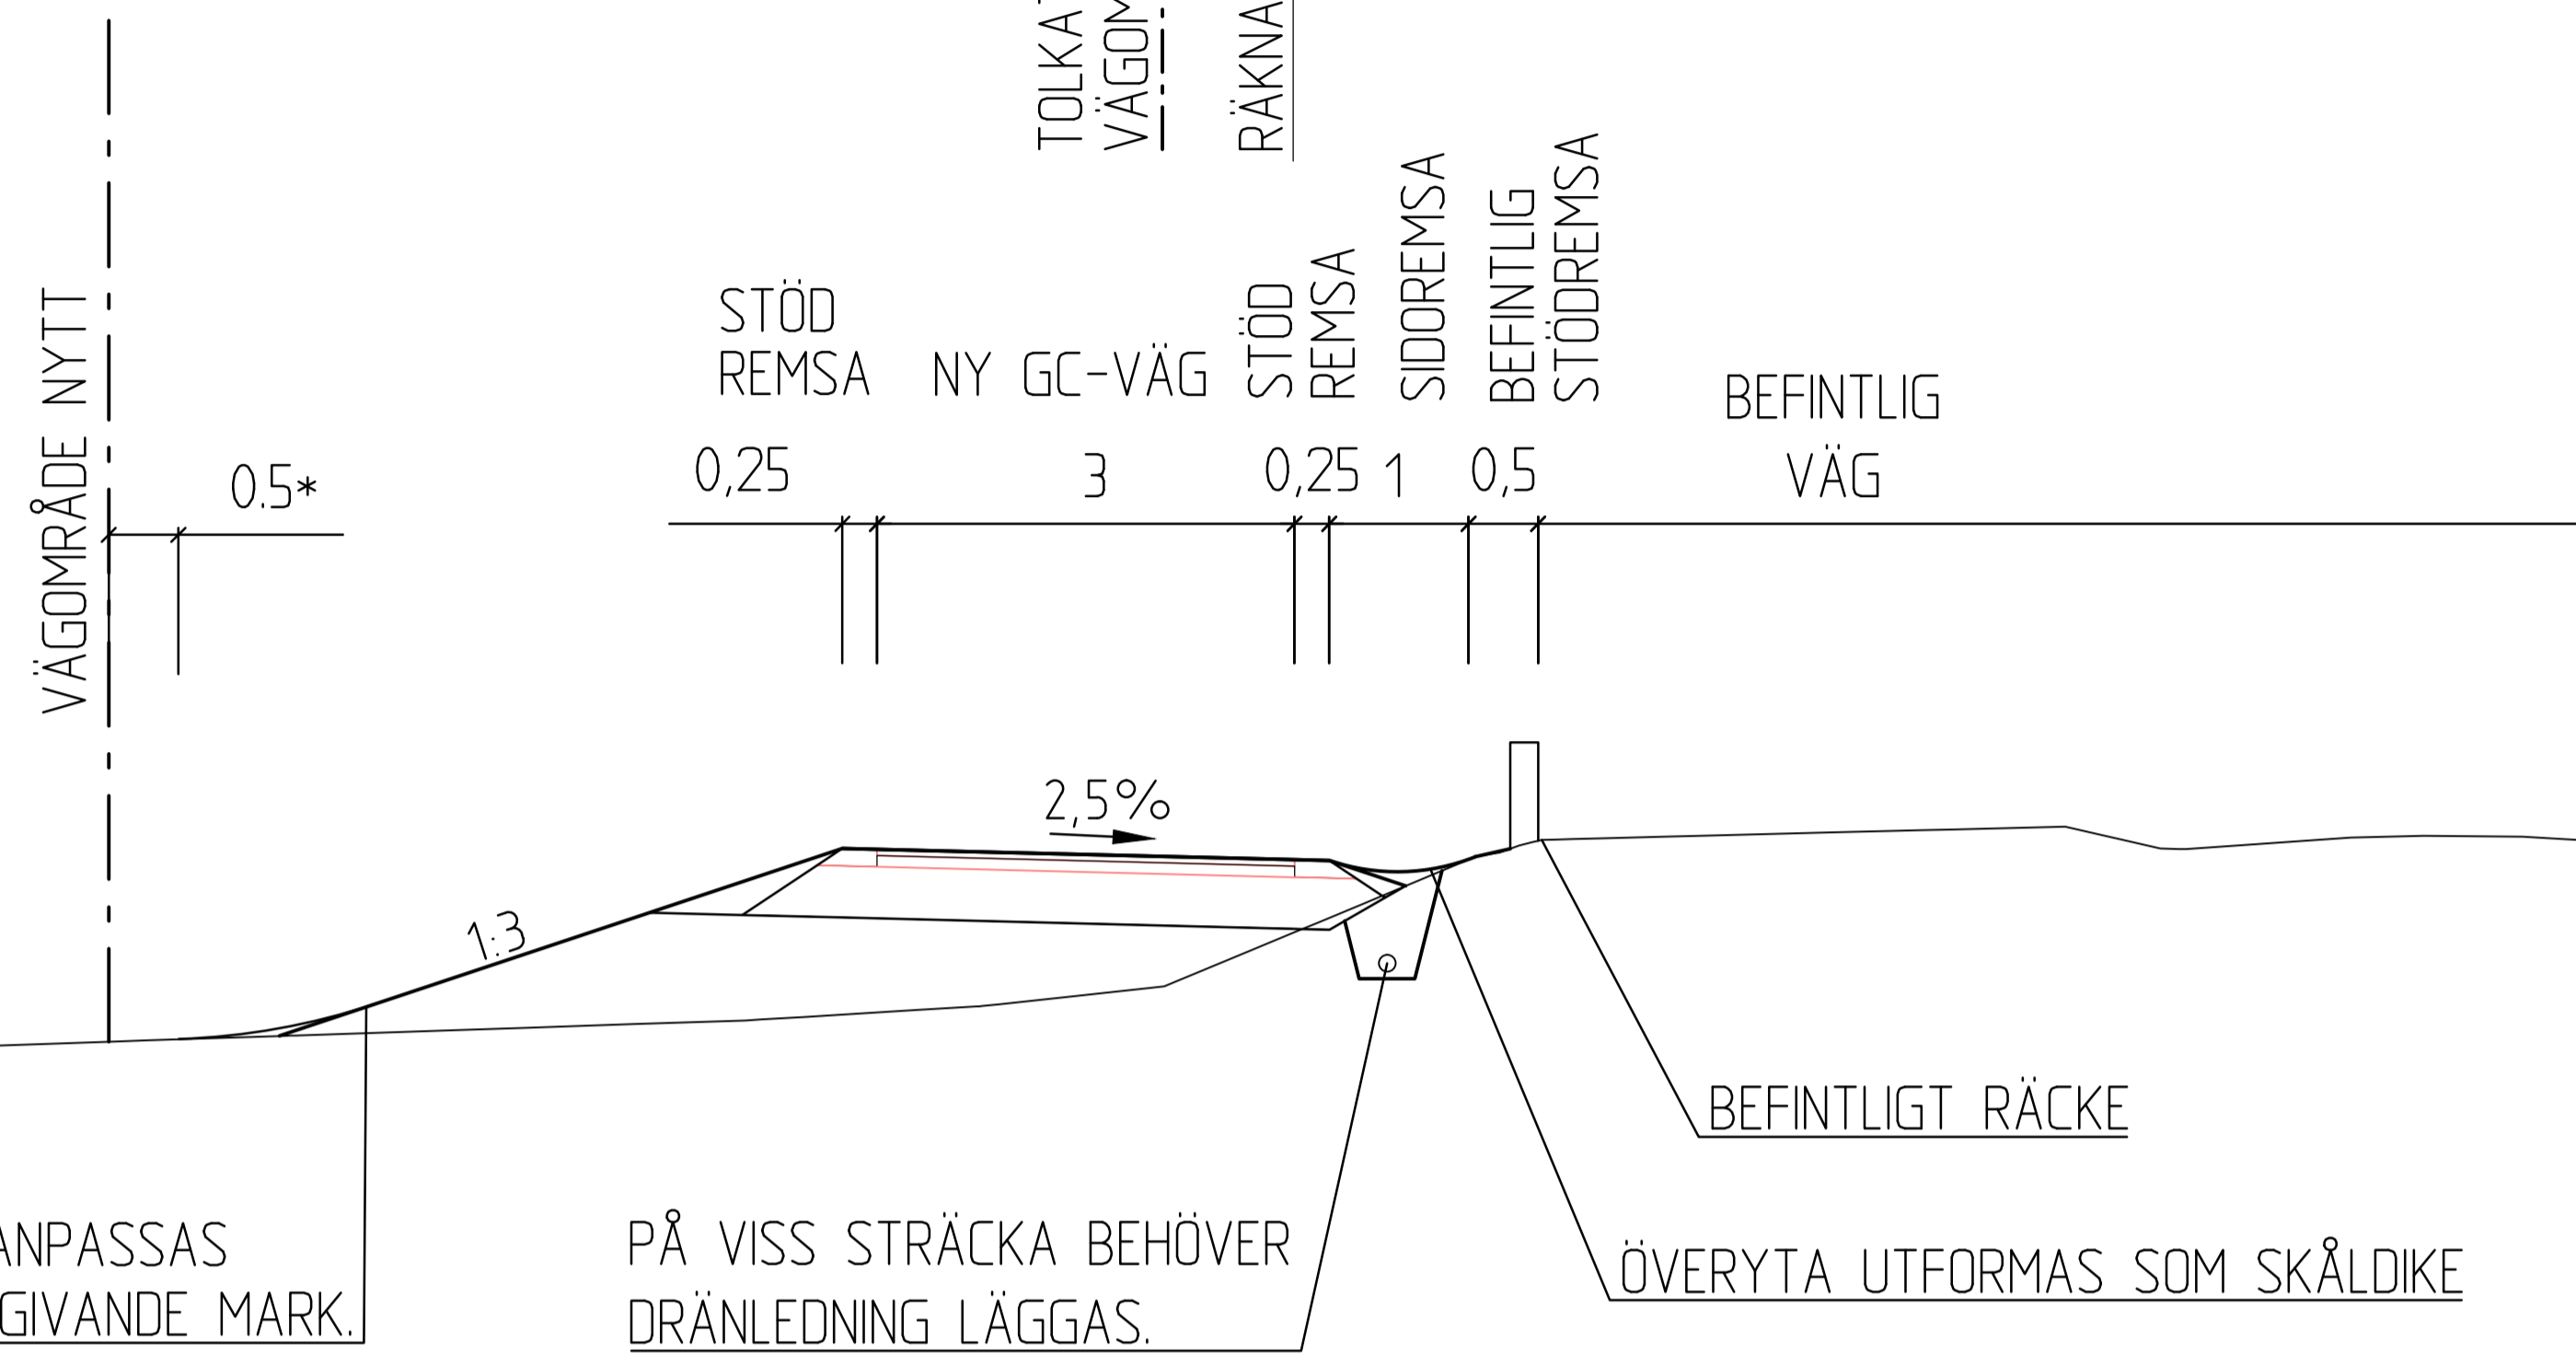 VÄGOMRÅDE NYTT
0.5*
RÄKNA
STÖD
REMSA
NY GC-VÄG
STÖD
REMSA
SIDOREMSA
BEFINTLIG
STÖDREMSA
BEFINTLIG
VÄG
0,25
3
0,25
1
0,5
2,5%
1:3
BEFINTLIGT RÄCKE
ANPASSAS
GIVANDE MARK.
PÅ VISS STRÄCKA BEHÖVER
DRÄNLEDNING LÄGGAS.
ÖVERYTA UTFORMAS SOM SKÅLDIKE